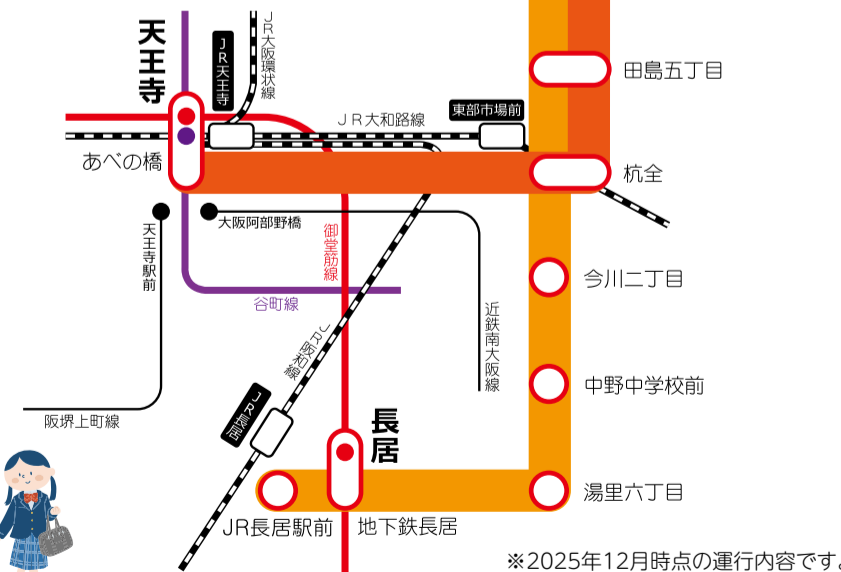 天王寺
JR天王寺
JR大阪環状線
田島五丁目
JR大和路線
東部市場前
あべの橋
杭全
天王寺駅前
大阪阿部野橋
御堂筋線
今川二丁目
谷町線
近鉄南大阪線
JR阪和線
中野中学校前
JR長居
阪堺上町線
長居
湯里六丁目
JR長居駅前
地下鉄長居
※2025年12月時点の運行内容です。